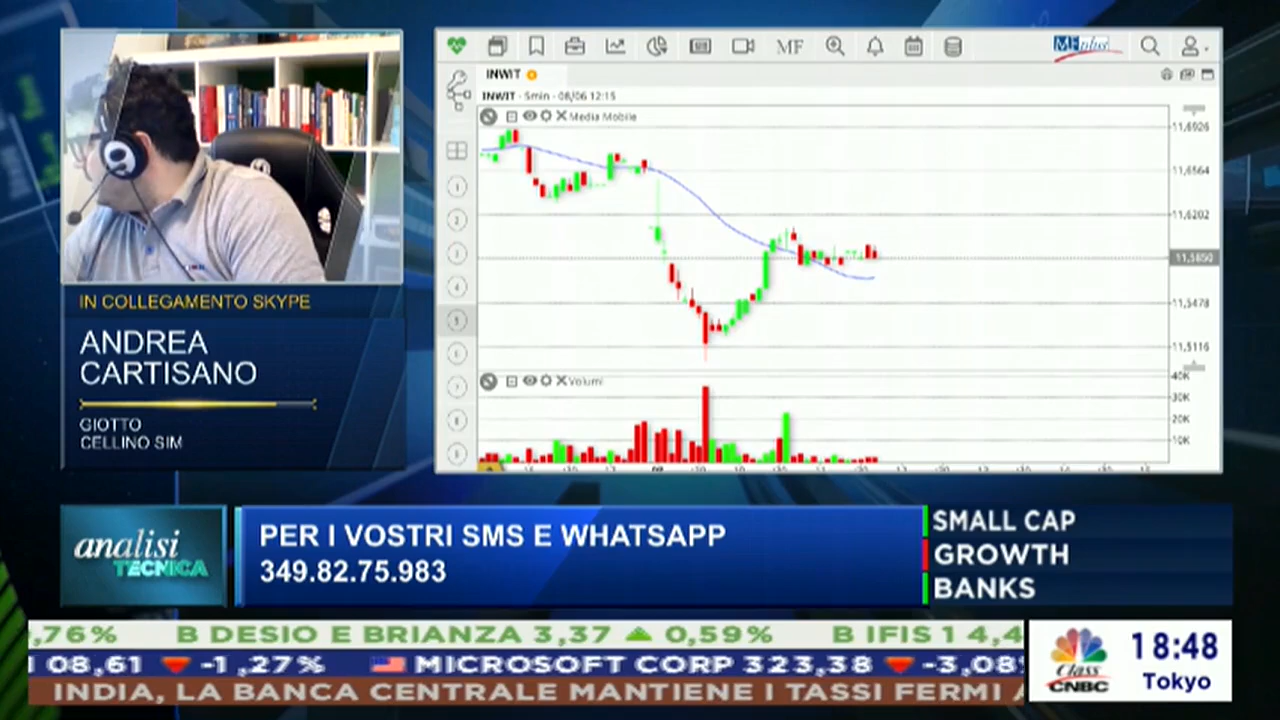 IN COLLEGAMENTO SKYPE
ANDREA
CARTISANO
GIOTTO
CELLINO SIM
MF
MFplus
INWIT
INWIT - 5min - 08/06 12:15
Media Mobile
11,6926
11,6564
11,6202
11,5850
11,5478
11,5116
Volumi
40K
30K
20K
10K
analisi
TECNICA
PER I VOSTRI SMS E WHATSAPP
349.82.75.983
SMALL CAP
GROWTH
BANKS
,76% B DESIO E BRIANZA 3,37 0,59% B IFIS 14,4
08,61 -1,27% MICROSOFT CORP 323,38 -3,08%
INDIA, LA BANCA CENTRALE MANTIENE I TASSI FERMI
Class
CNBC
18:48
Tokyo